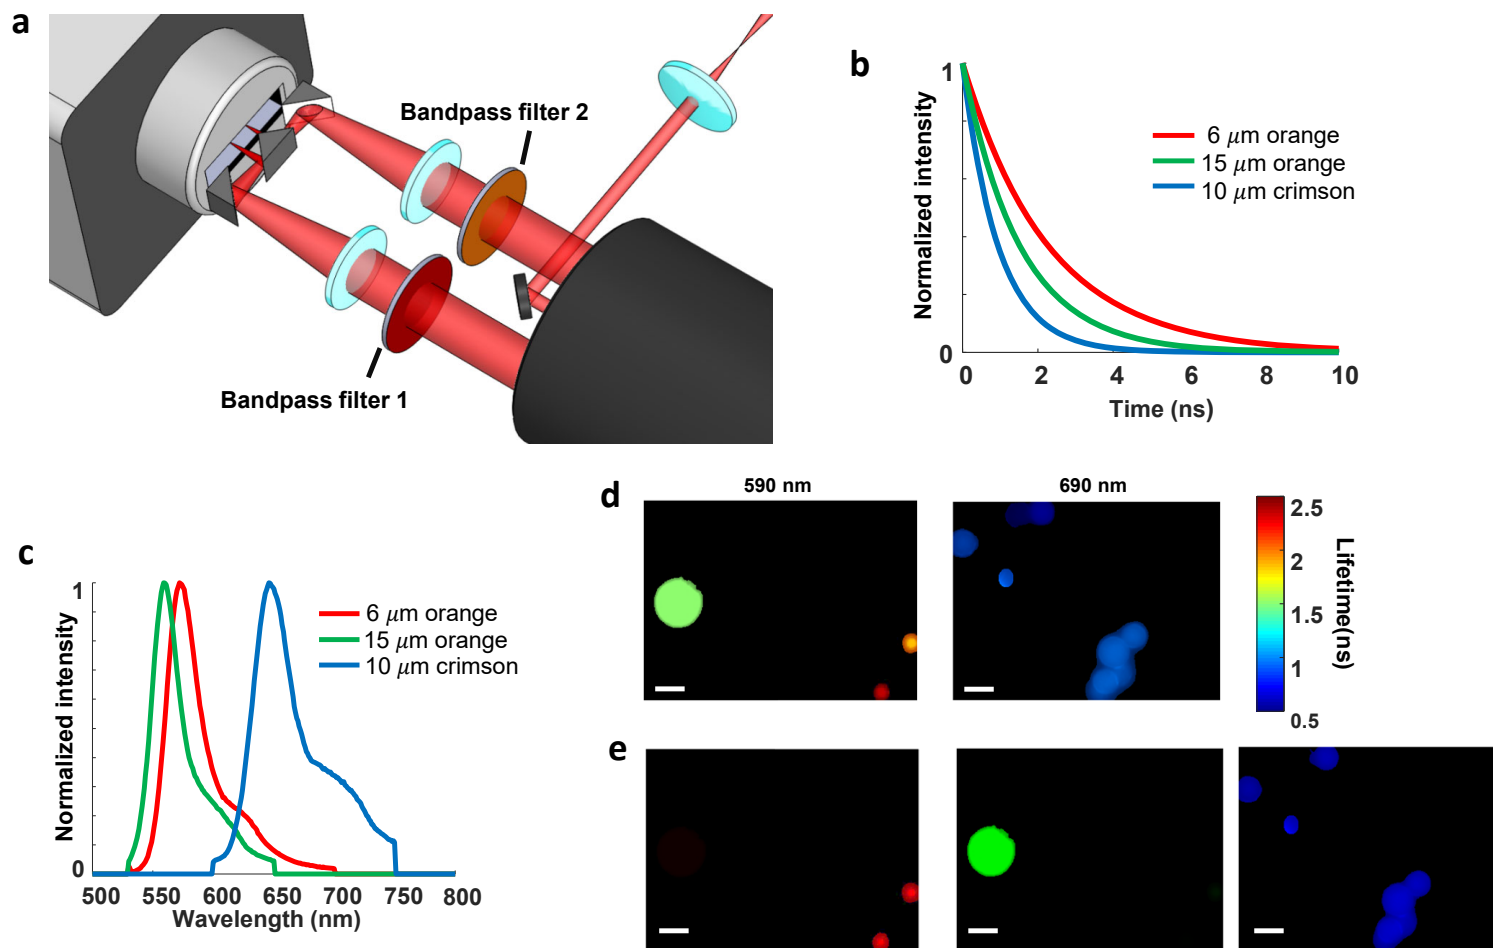 a
Bandpass filter 2
Bandpass filter 1
b
Normalized intensity
1
0
6 μm orange
15 μm orange
10 μm crimson
0 2 4 6 8 10
Time (ns)
c
Normalized intensity
1
0
6 μm orange
15 μm orange
10 μm crimson
500 550 600 650 700 750 800
Wavelength (nm)
d
590 nm
690 nm
2.5
2
1.5
1
0.5
Lifetime(ns)
e